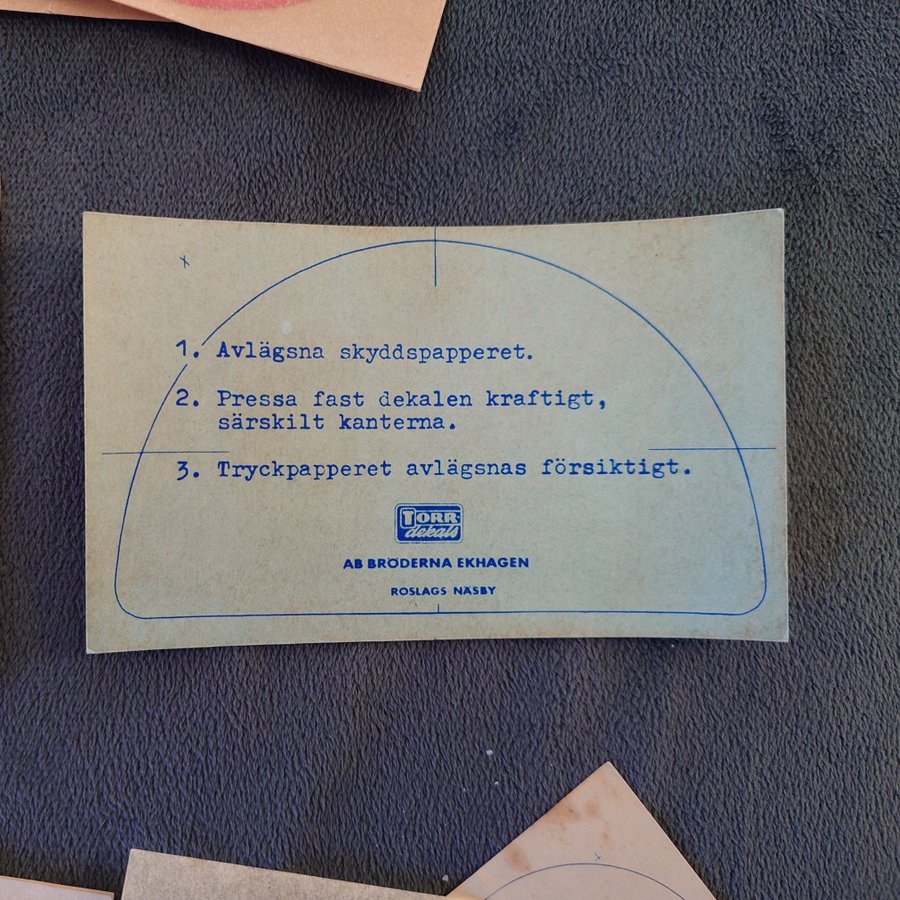 1. Avlägsna skyddspapperet.
2. Pressa fast dekalen kraftigt,
särskilt kanterna.
3. Tryckpapperet avlägsnas försiktigt.
TORR-
dekals
AB BRÖDERNA EKHAGEN
ROSLAGS NÄSBY